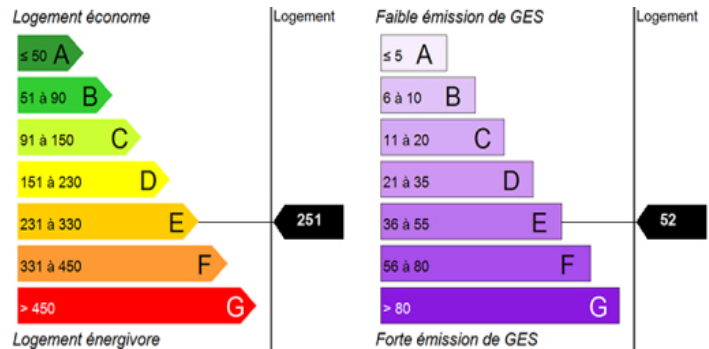 Logement économe
Logement
≤ 50 A
51 à 90 B
91 à 150 C
151 à 230 D
231 à 330 E
251
331 à 450 F
> 450 G
Logement énergivore
Faible émission de GES
Logement
≤ 5 A
6 à 10 B
11 à 20 C
21 à 35 D
36 à 55 E
52
56 à 80 F
> 80 G
Forte émission de GES